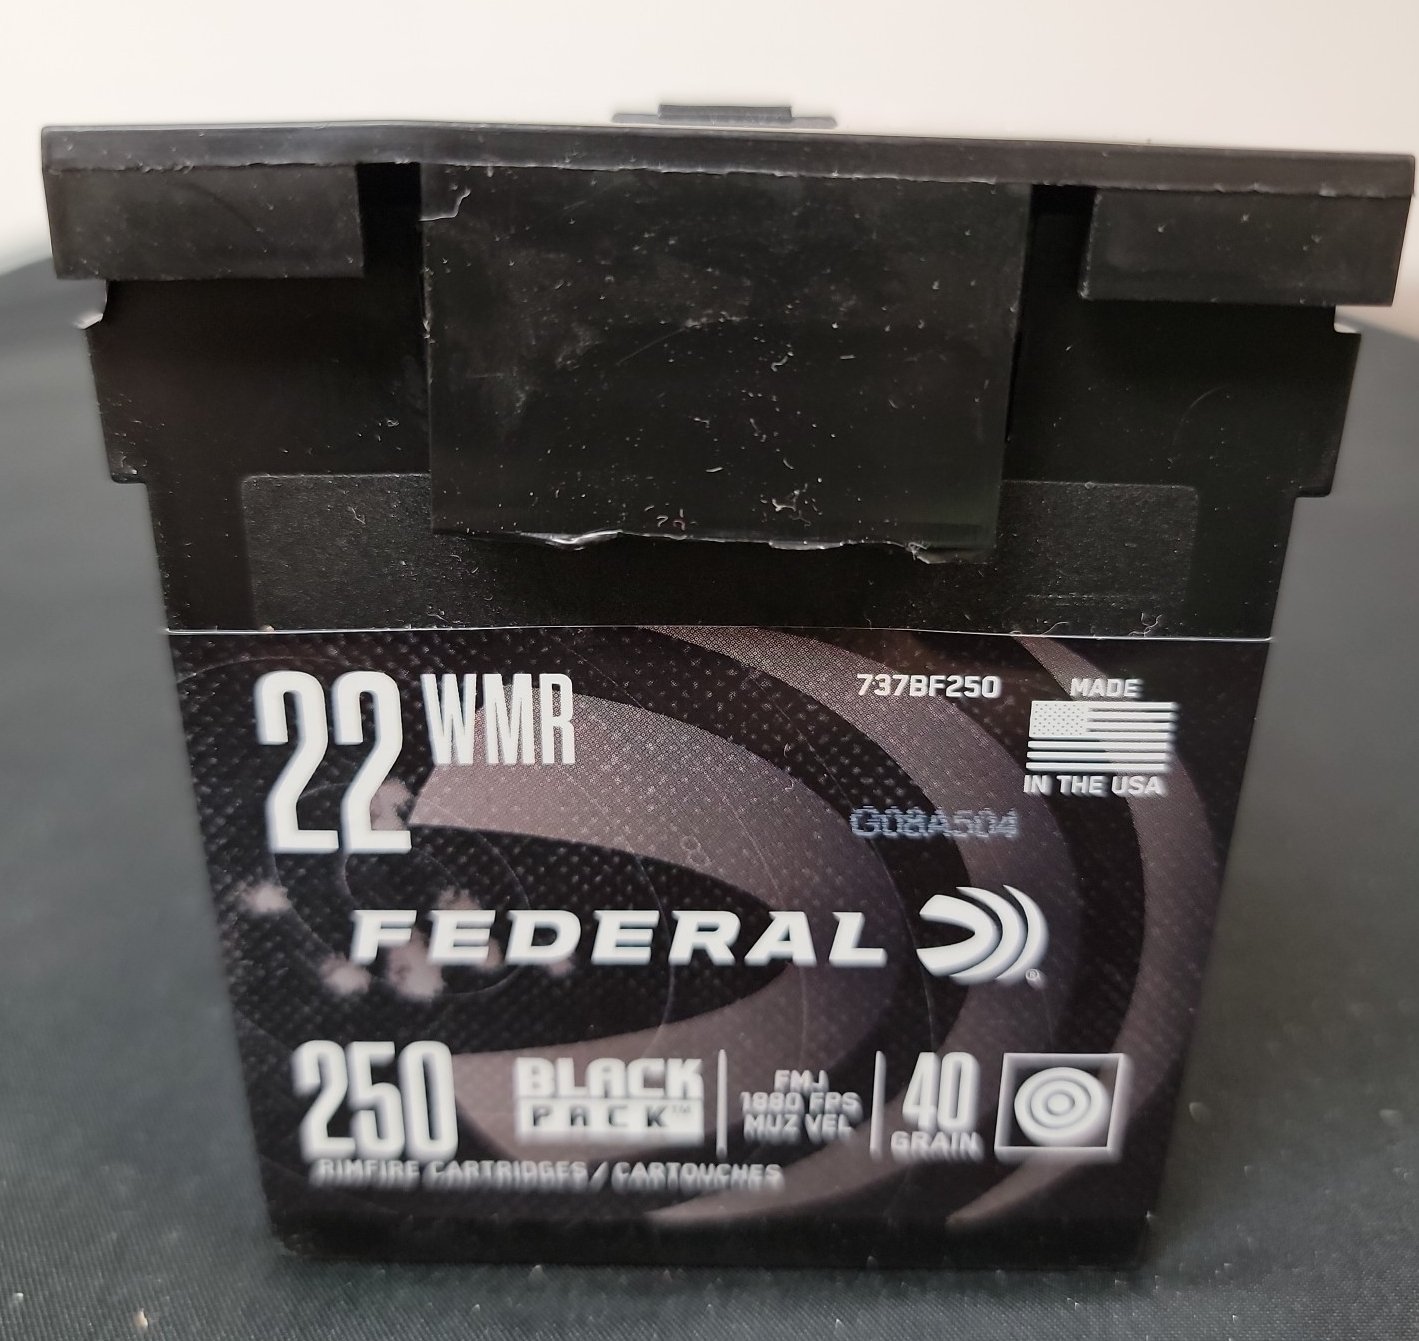 22 WMR
737BF250
MADE
IN THE USA
G08A504
FEDERAL ®
250
RIMFIRE CARTRIDGES / CARTOUCHES
BLACK
PACK™
FMJ
1880 FPS
MUZ VEL
40
GRAIN